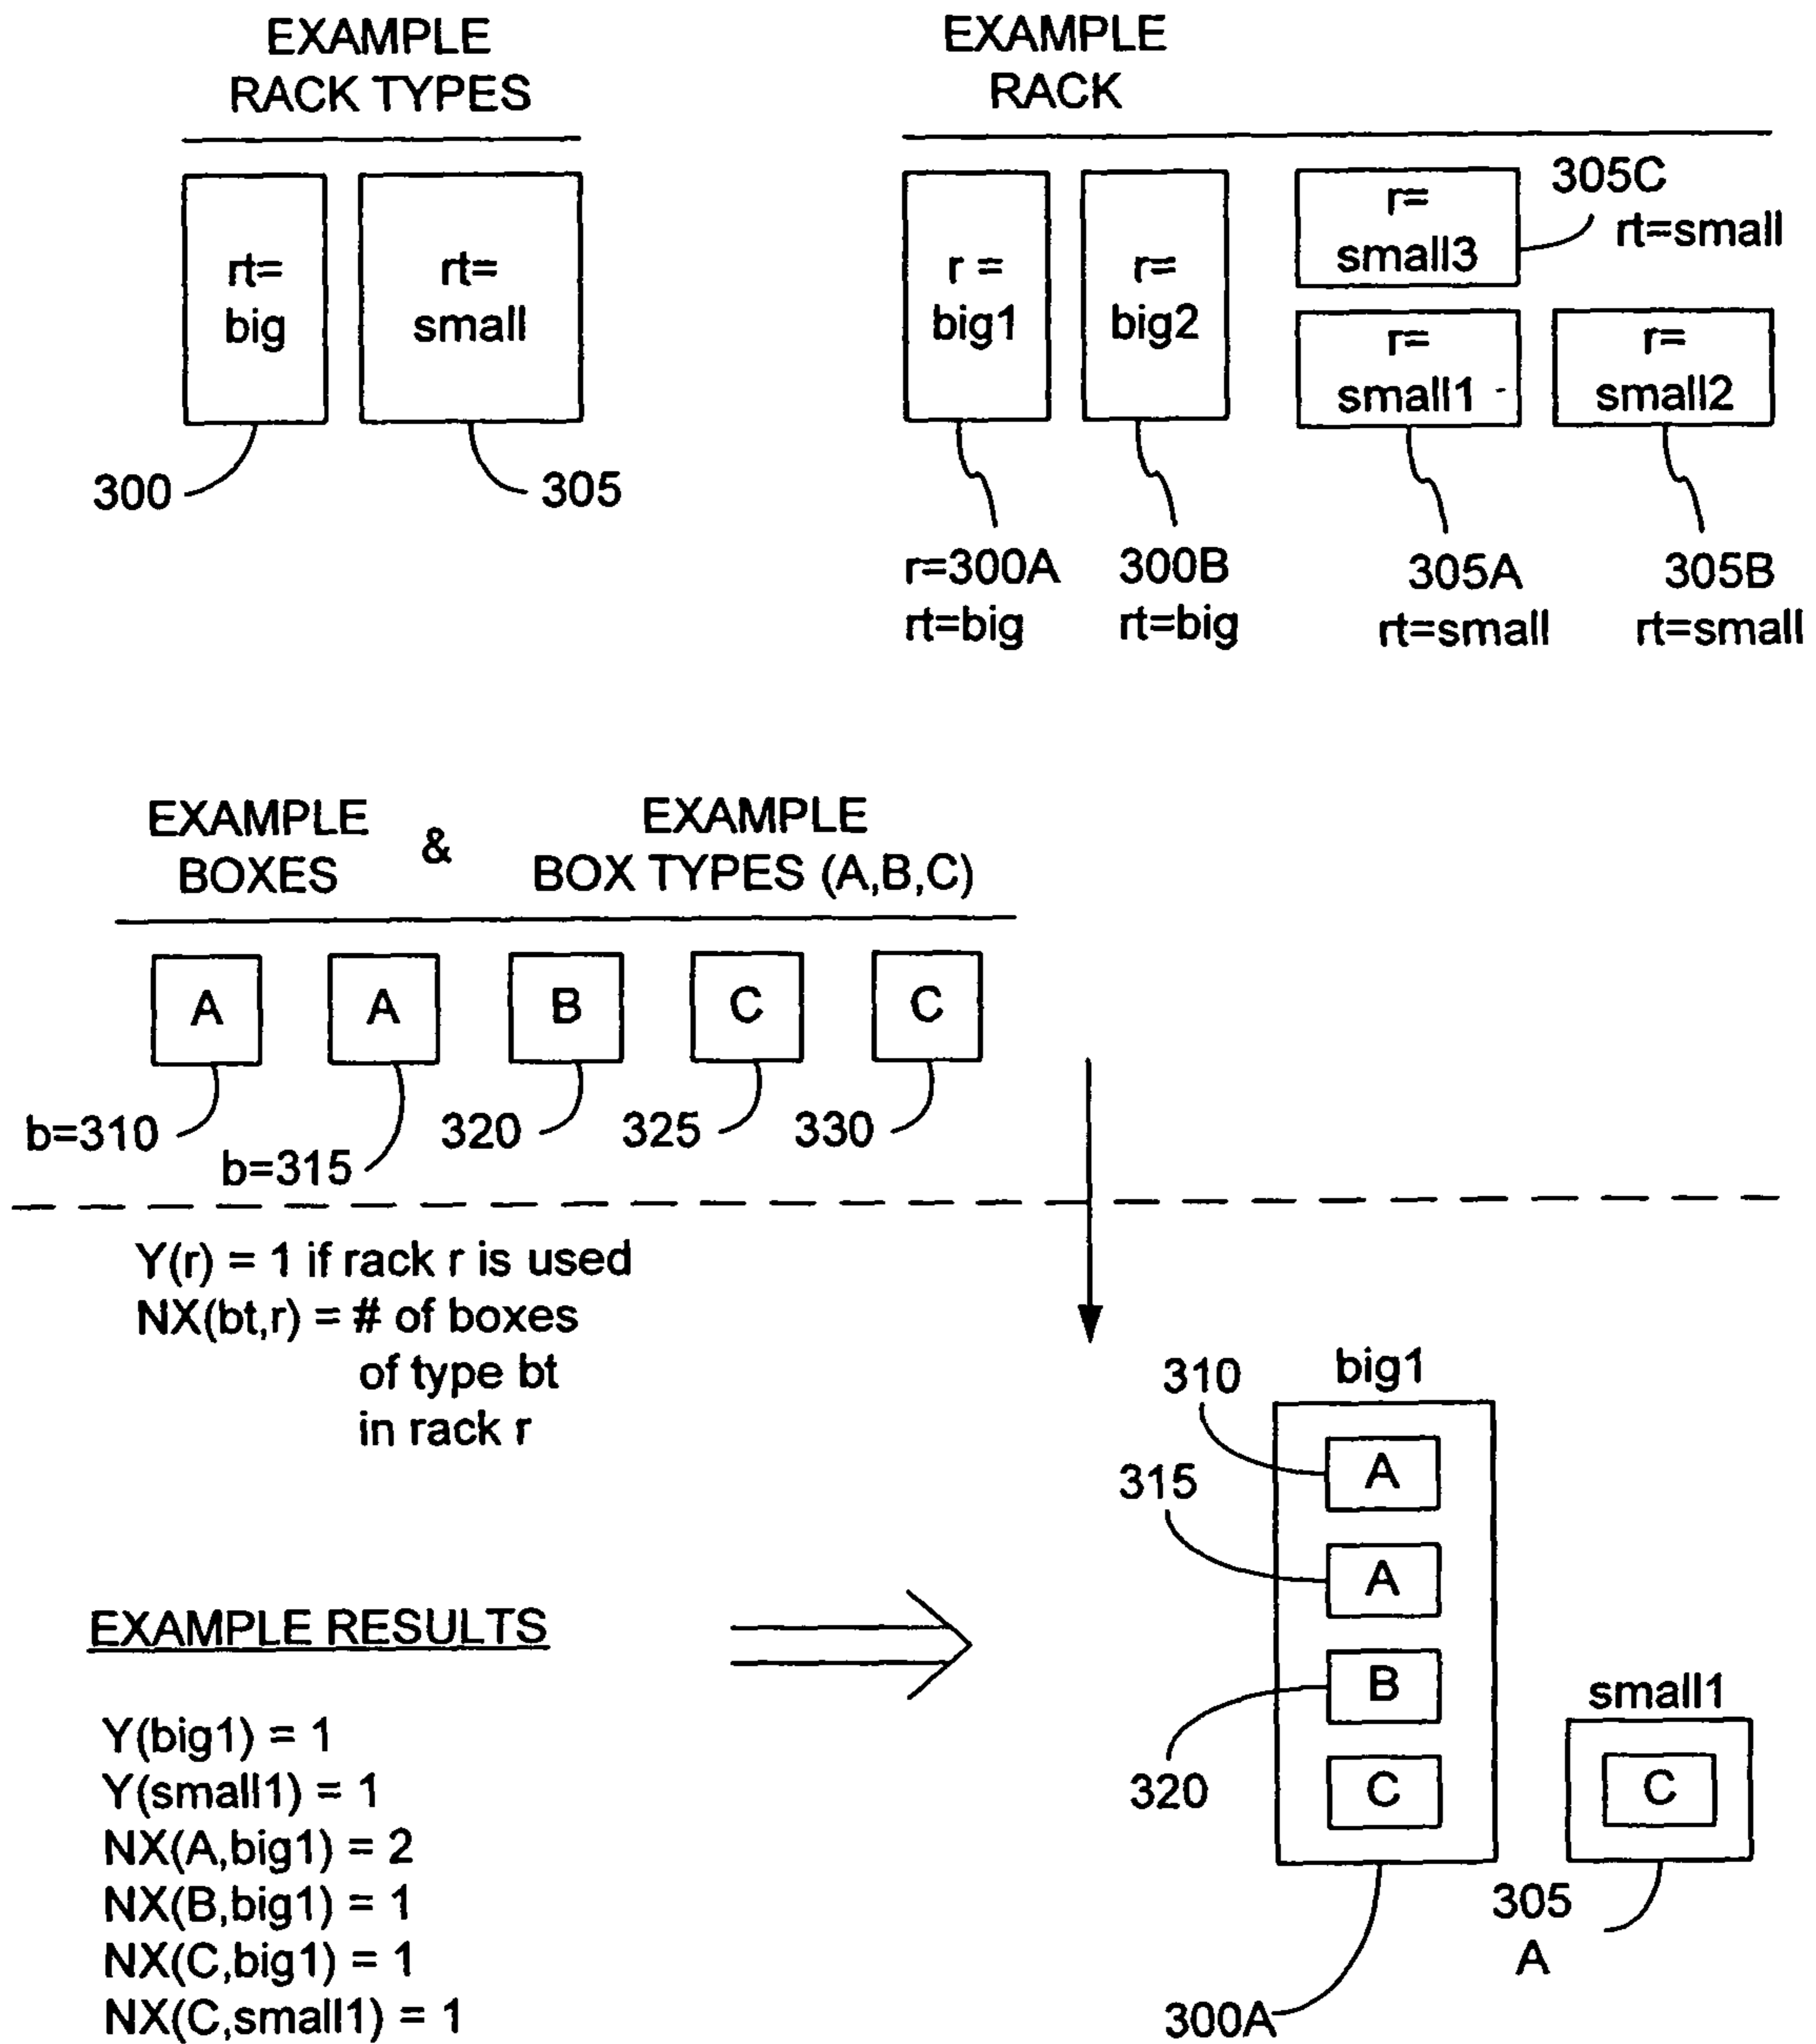 EXAMPLE
RACK TYPES
rt=
big
rt=
small
300
305
EXAMPLE
RACK
r =
big1
r=
big2
r=
small3
305C
rt=small
r=
small1
r=
small2
r=300A
rt=big
300B
rt=big
305A
rt=small
305B
rt=small
EXAMPLE
BOXES
&
EXAMPLE
BOX TYPES (A,B,C)
A
A
B
C
C
b=310
b=315
320
325
330
Y(r) = 1 if rack r is used
NX(bt,r) = # of boxes
of type bt
in rack r
EXAMPLE RESULTS
Y(big1) = 1
Y(small1) = 1
NX(A,big1) = 2
NX(B,big1) = 1
NX(C,big1) = 1
NX(C,small1) = 1
big1
310
A
315
A
B
320
C
300A
small1
C
305
A